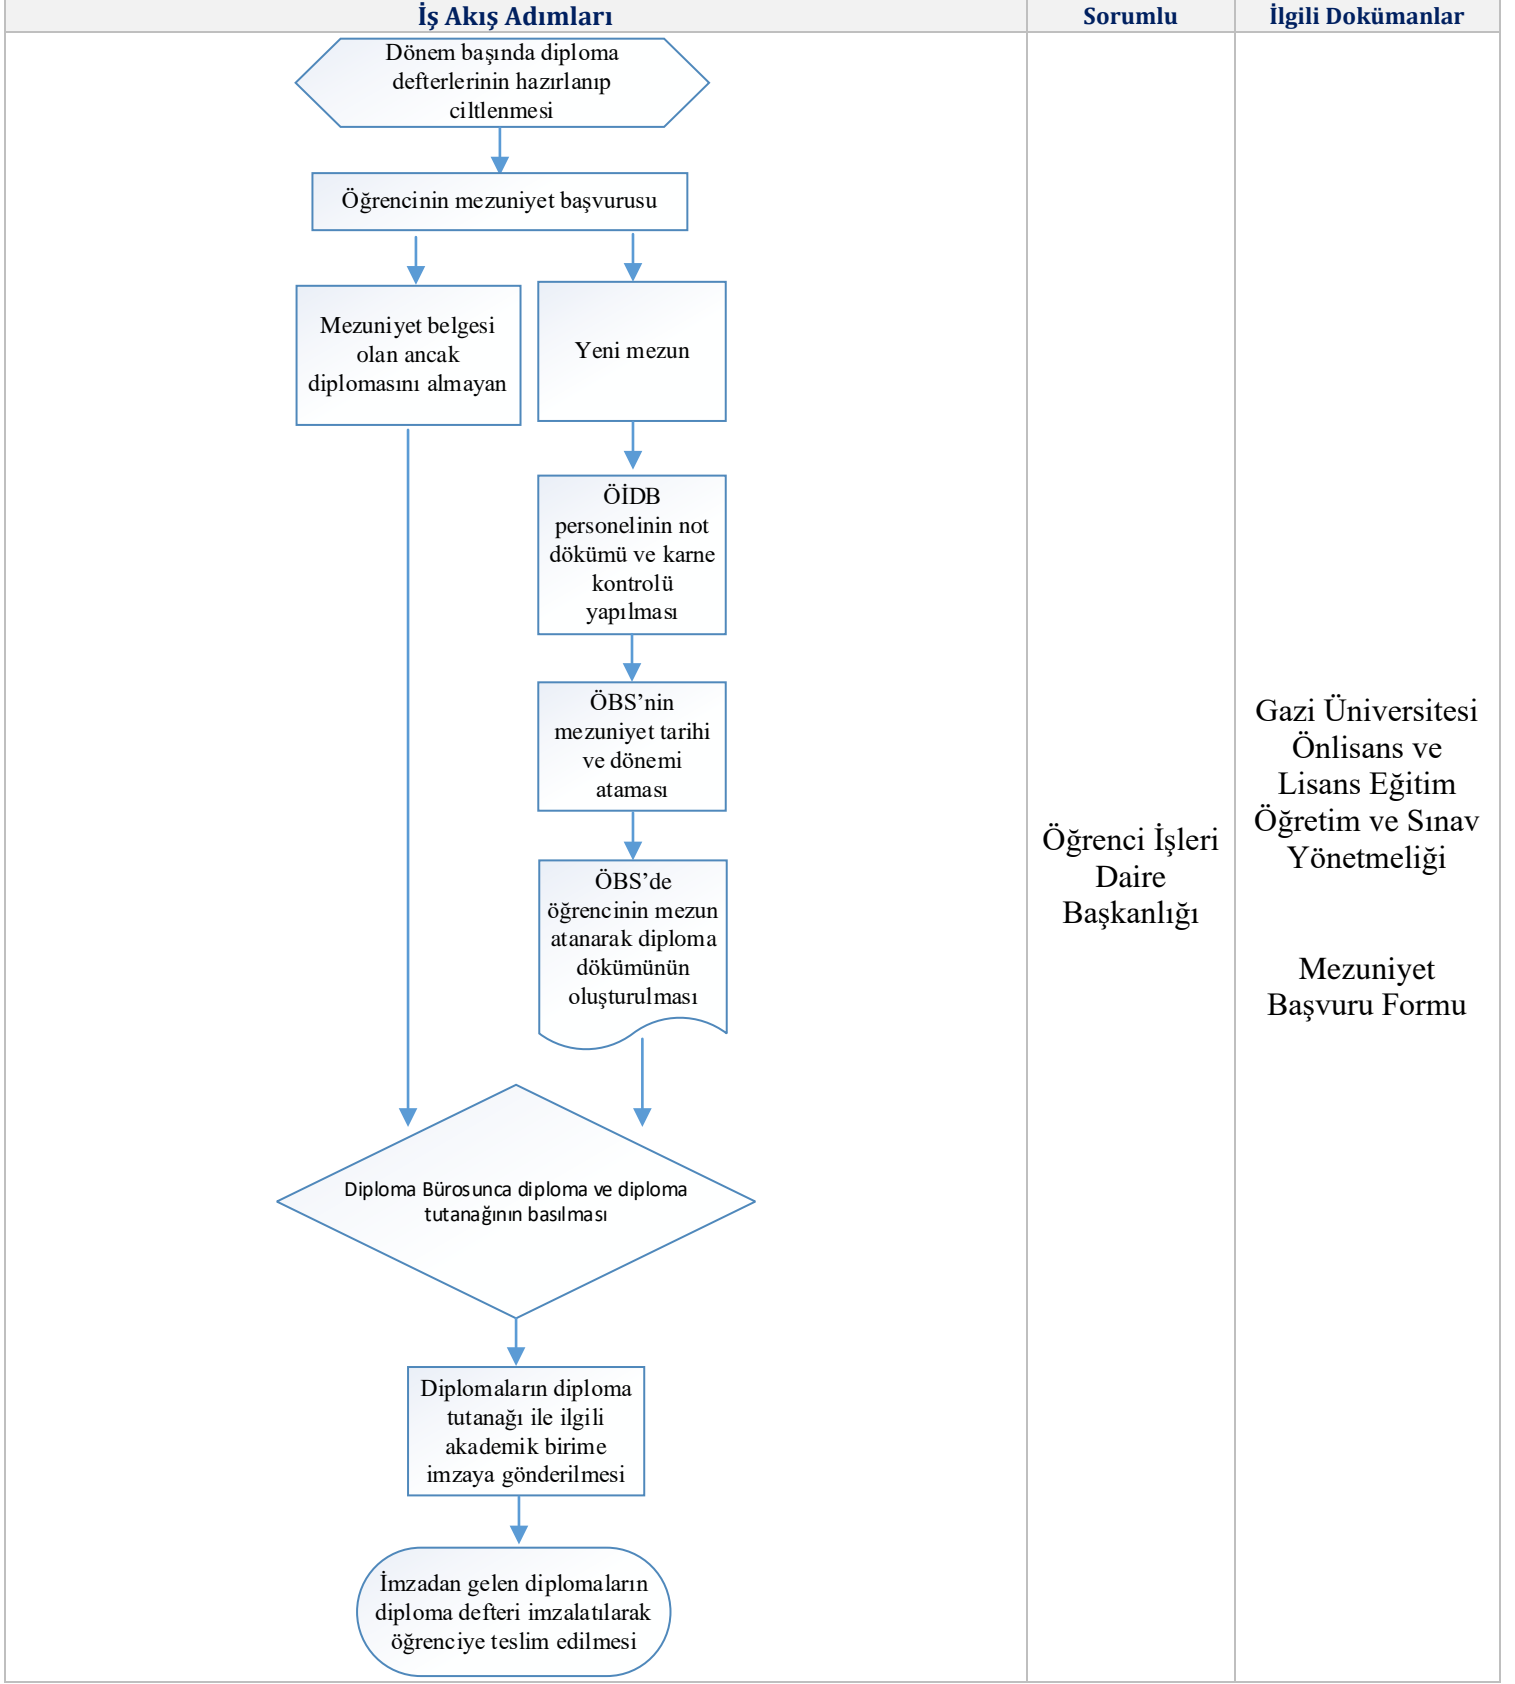 İş Akış Adımları
Sorumlu
İlgili Dokümanlar
Dönem başında diploma
defterlerinin hazırlanıp
ciltlenmesi
Öğrencinin mezuniyet başvurusu
Mezuniyet belgesi
olan ancak
diplomasını almayan
Yeni mezun
ÖİDB
personelinin not
dökümü ve karne
kontrolü
yapılması
ÖBS’nin
mezuniyet tarihi
ve dönemi
ataması
ÖBS’de
öğrencinin mezun
atanarak diploma
dökümünün
oluşturulması
Diploma Bürosunca diploma ve diploma
tutanağının basılması
Diplomaların diploma
tutanağı ile ilgili
akademik birime
imzaya gönderilmesi
İmzadan gelen diplomaların
diploma defteri imzalatılarak
öğrenciye teslim edilmesi
Öğrenci İşleri
Daire
Başkanlığı
Gazi Üniversitesi
Önlisans ve
Lisans Eğitim
Öğretim ve Sınav
Yönetmeliği
Mezuniyet
Başvuru Formu